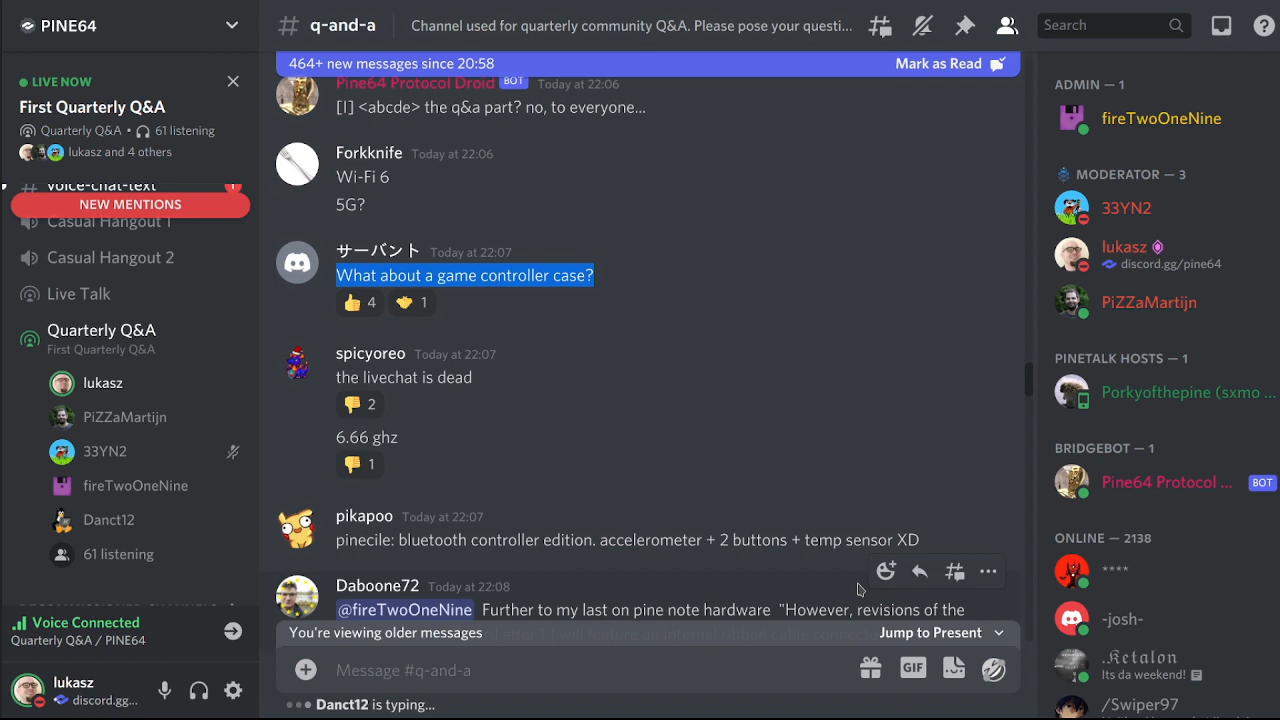 PINE64
LIVE NOW
First Quarterly Q&A
Quarterly Q&A • 61 listening
lukasz and 4 others
voice-chat-text
1
NEW MENTIONS
Casual Hangout 1
Casual Hangout 2
Live Talk
Quarterly Q&A
First Quarterly Q&A
lukasz
PiZZaMartijn
33YN2
fireTwoOneNine
Danct12
61 listening
Voice Connected
Quarterly Q&A / PINE64
lukasz
discord.gg...
# q-and-a
Channel used for quarterly community Q&A. Please pose your questi...
Search
464+ new messages since 20:58
Mark as Read
Pine64 Protocol Droid BOT Today at 22:06
[I] <abcde> the q&a part? no, to everyone...
Forkknife Today at 22:06
Wi-Fi 6
5G?
サーバント Today at 22:07
What about a game controller case?
👍 4 1
spicyoreo Today at 22:07
the livechat is dead
👎 2
6.66 ghz
👎 1
pikapoo Today at 22:07
pinecile: bluetooth controller edition. accelerometer + 2 buttons + temp sensor XD
Daboone72 Today at 22:08
@fireTwoOneNine Further to my last on pine note hardware "However, revisions of the
You're viewing older messages
Jump to Present
Message #q-and-a
GIF
Danct12 is typing...
ADMIN — 1
fireTwoOneNine
MODERATOR — 3
33YN2
lukasz
discord.gg/pine64
PiZZaMartijn
PINETALK HOSTS — 1
Porkyofthepine (sxmo ...
BRIDGEBOT — 1
Pine64 Protocol ... BOT
ONLINE — 2138
****
-josh-
.𝕶𝖊𝖙𝖆𝖑𝖔𝖓
Its da weekend!
/Swiper97